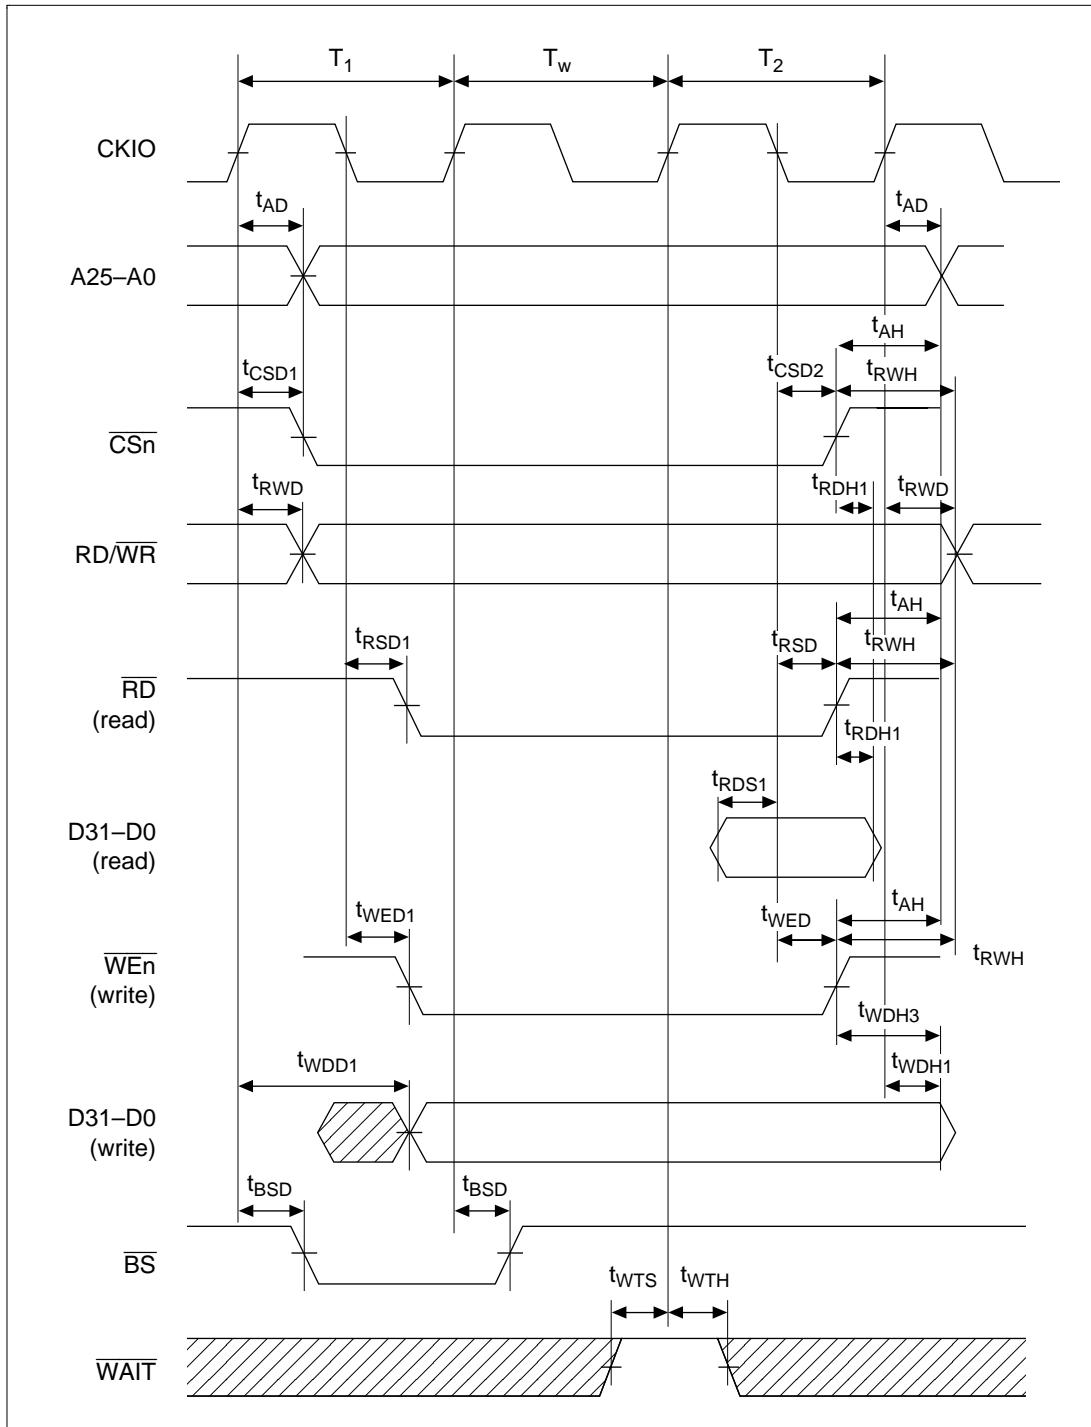 T1 Tw T2
CKIO
tAD tAD
A25–A0
tAH
tCSD1 tCSD2 tRWH
CSn
tRWD tRDH1 tRWD
RD/WR
tAH
tRSD1 tRSD tRWH
RD
(read)
tRDH1
tRDS1
D31–D0
(read)
tAH
tWED1 tWED
tRWH
WEn
(write)
tWDH3
tWDD1 tWDH1
D31–D0
(write)
tBSD tBSD
BS
tWTS tWTH
WAIT